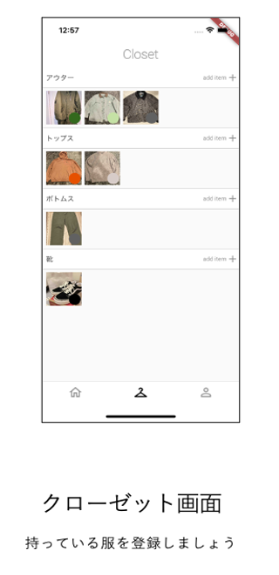 12:57
Closet
アウター add item +
トップス add item +
ボトムス add item +
靴 add item +
クローゼット画面
持っている服を登録しましょう